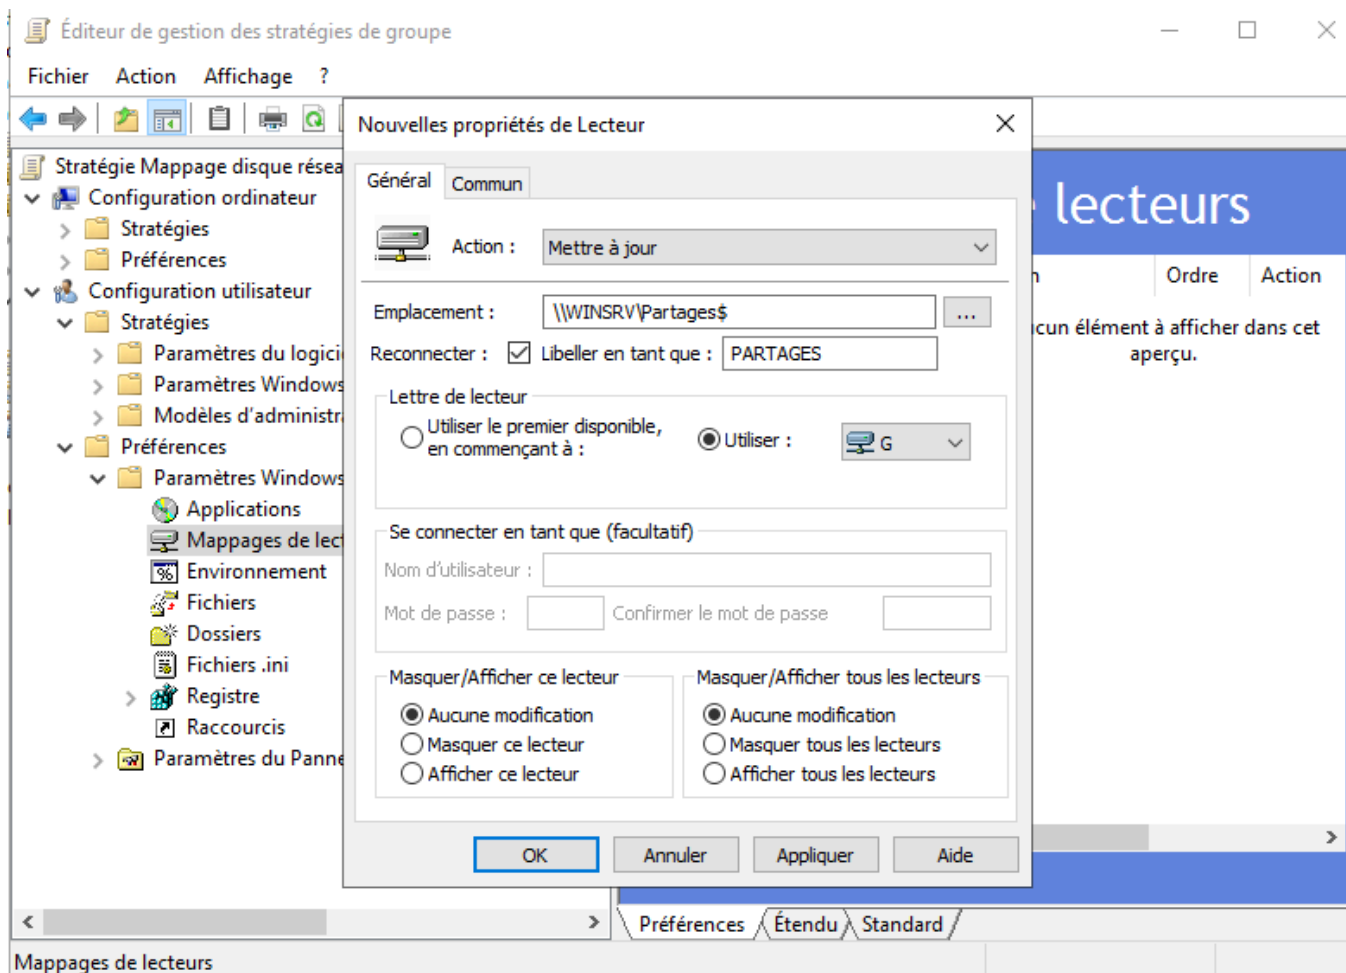 Éditeur de gestion des stratégies de groupe
Fichier Action Affichage ?
Stratégie Mappage disque résea
Configuration ordinateur
Stratégies
Préférences
Configuration utilisateur
Stratégies
Paramètres du logici
Paramètres Windows
Modèles d'administra
Préférences
Paramètres Windows
Applications
Mappages de lect
Environnement
Fichiers
Dossiers
Fichiers .ini
Registre
Raccourcis
Paramètres du Panne
Nouvelles propriétés de Lecteur
Général Commun
Action : Mettre à jour
Emplacement : \\WINSRV\Partages$ ...
Reconnecter : Libeller en tant que : PARTAGES
Lettre de lecteur
Utiliser le premier disponible,
en commençant à :
Utiliser : G
Se connecter en tant que (facultatif)
Nom d'utilisateur :
Mot de passe : Confirmer le mot de passe
Masquer/Afficher ce lecteur
Aucune modification
Masquer ce lecteur
Afficher ce lecteur
Masquer/Afficher tous les lecteurs
Aucune modification
Masquer tous les lecteurs
Afficher tous les lecteurs
OK Annuler Appliquer Aide
lecteurs
Ordre Action
cun élément à afficher dans cet
aperçu.
Préférences Étendu Standard
Mappages de lecteurs